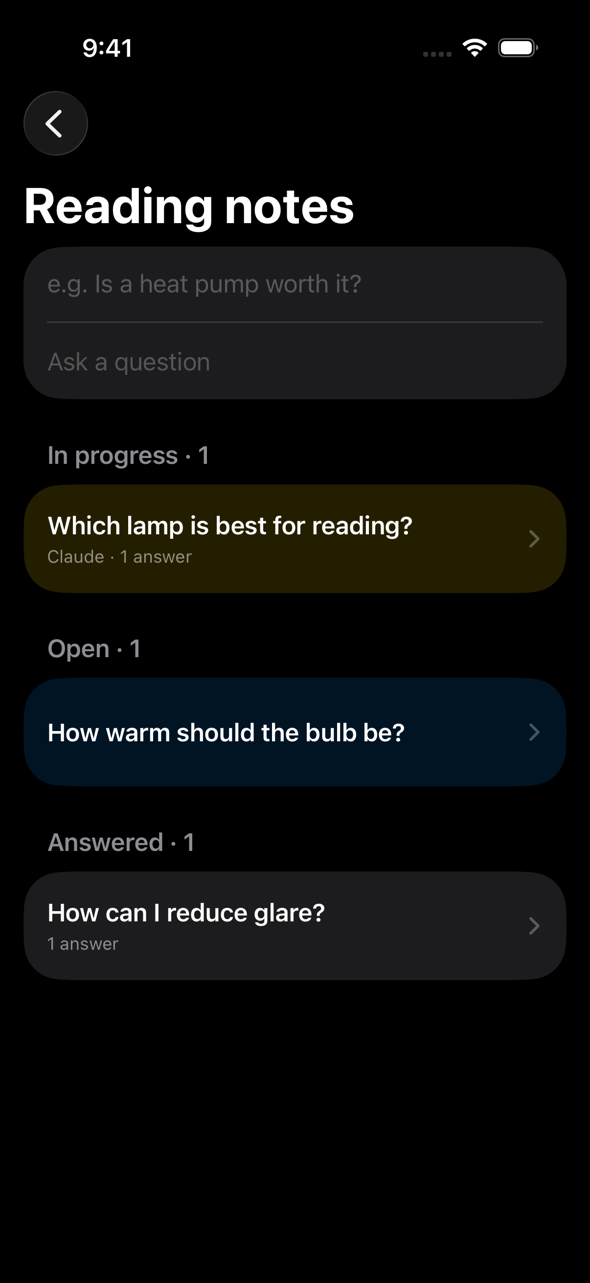 9:41
Reading notes
e.g. Is a heat pump worth it?
Ask a question
In progress · 1
Which lamp is best for reading?
Claude · 1 answer
Open · 1
How warm should the bulb be?
Answered · 1
How can I reduce glare?
1 answer